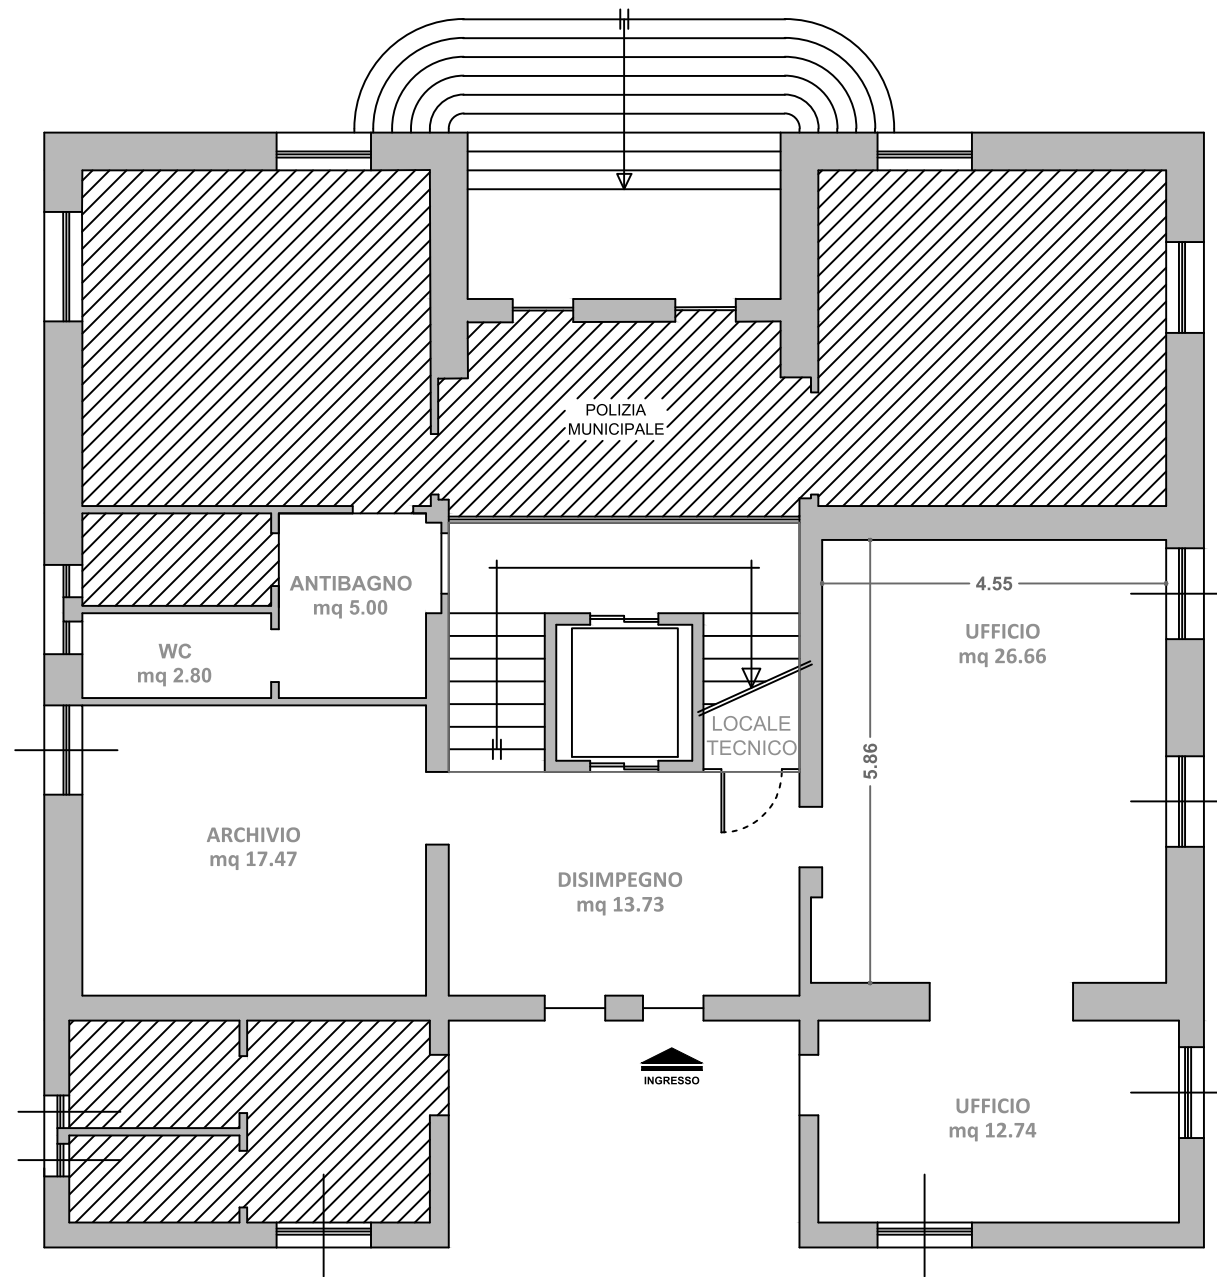 POLIZIA
MUNICIPALE
ANTIBAGNO
mq 5.00
4.55
UFFICIO
mq 26.66
WC
mq 2.80
LOCALE
TECNICO
5.86
ARCHIVIO
mq 17.47
DISIMPEGNO
mq 13.73
INGRESSO
UFFICIO
mq 12.74